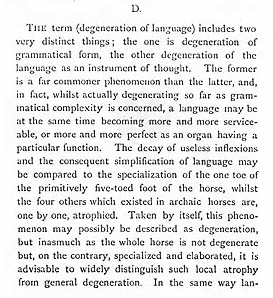 D.
THE term (degeneration of language) includes two
very distinct things; the one is degeneration of
grammatical form, the other degeneration of the
language as an instrument of thought. The former
is a far commoner phenomenon than the latter, and,
in fact, whilst actually degenerating so far as gram-
matical complexity is concerned, a language may be
at the same time becoming more and more service-
able, or more and more perfect as an organ having a
particular function. The decay of useless inflexions
and the consequent simplification of language may
be compared to the specialization of the one toe of
the primitively five-toed foot of the horse, whilst
the four others which existed in archaic horses are,
one by one, atrophied. Taken by itself, this pheno-
menon may possibly be described as degeneration,
but inasmuch as the whole horse is not degenerate
but, on the contrary, specialized and elaborated, it is
advisable to widely distinguish such local atrophy
from general degeneration. In the same way lan-